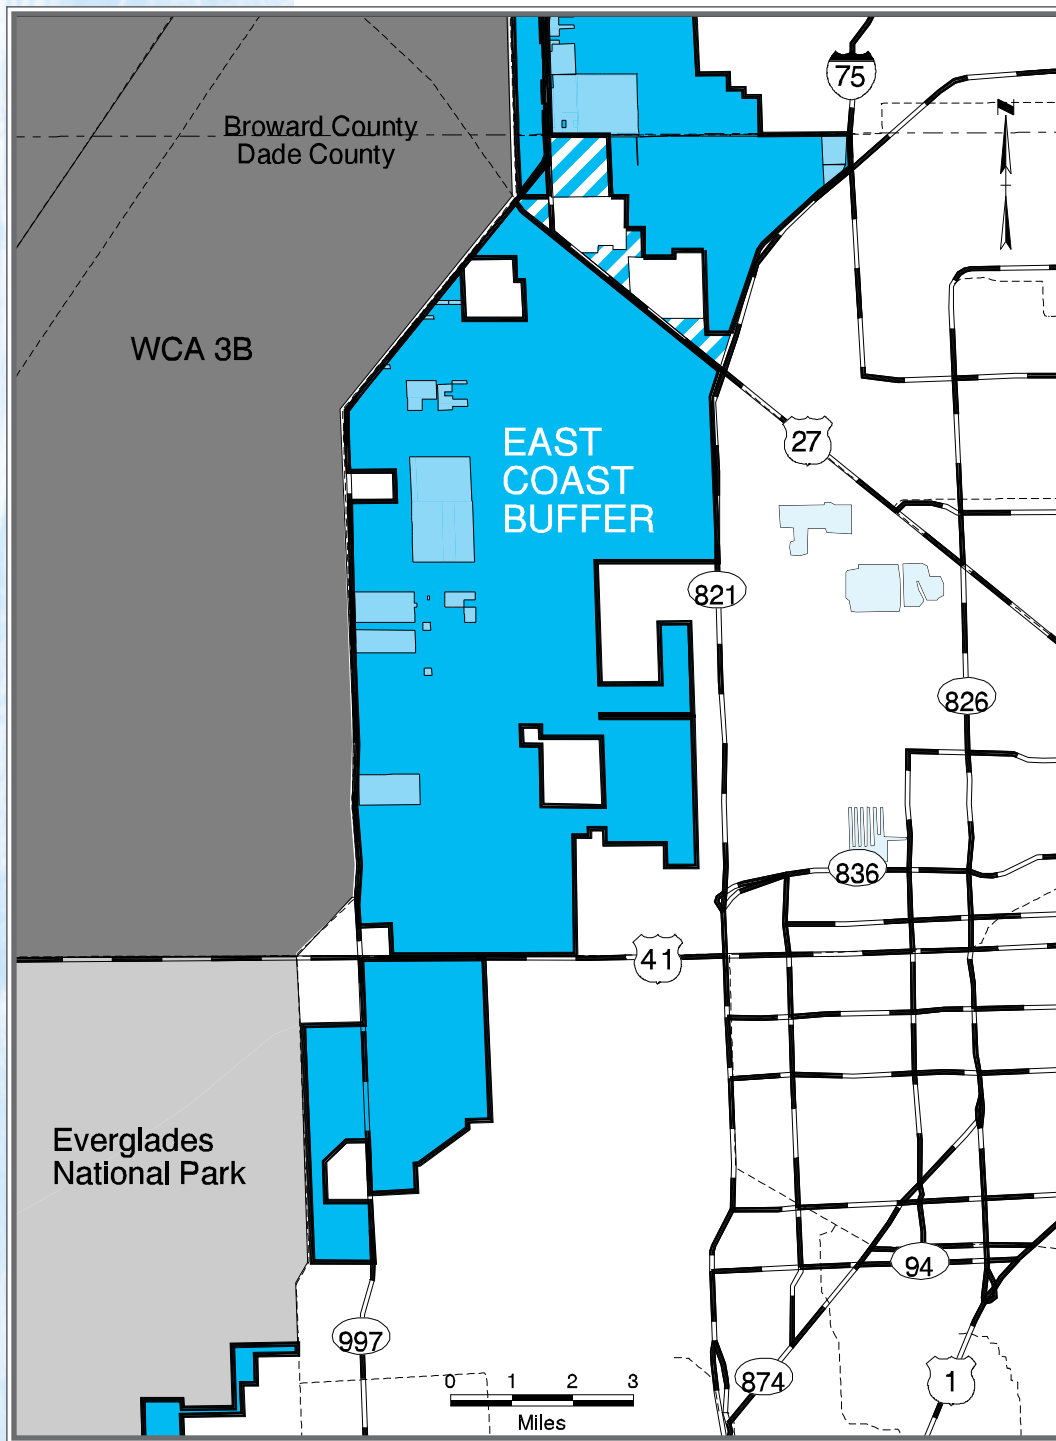 75
Broward County
Dade County
N
WCA 3B
27
EAST
COAST
BUFFER
821
826
836
41
Everglades
National Park
94
997
874
1
0 1 2 3
Miles